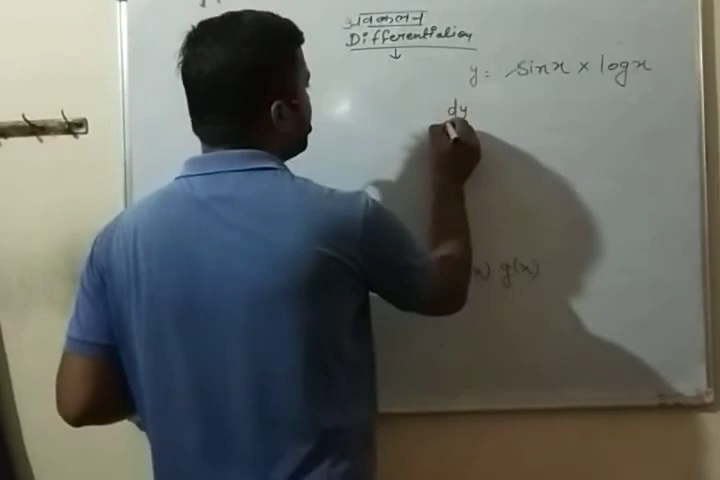 अवकलन
Differentiation
y = sinx × logx
dy
x) g(x)